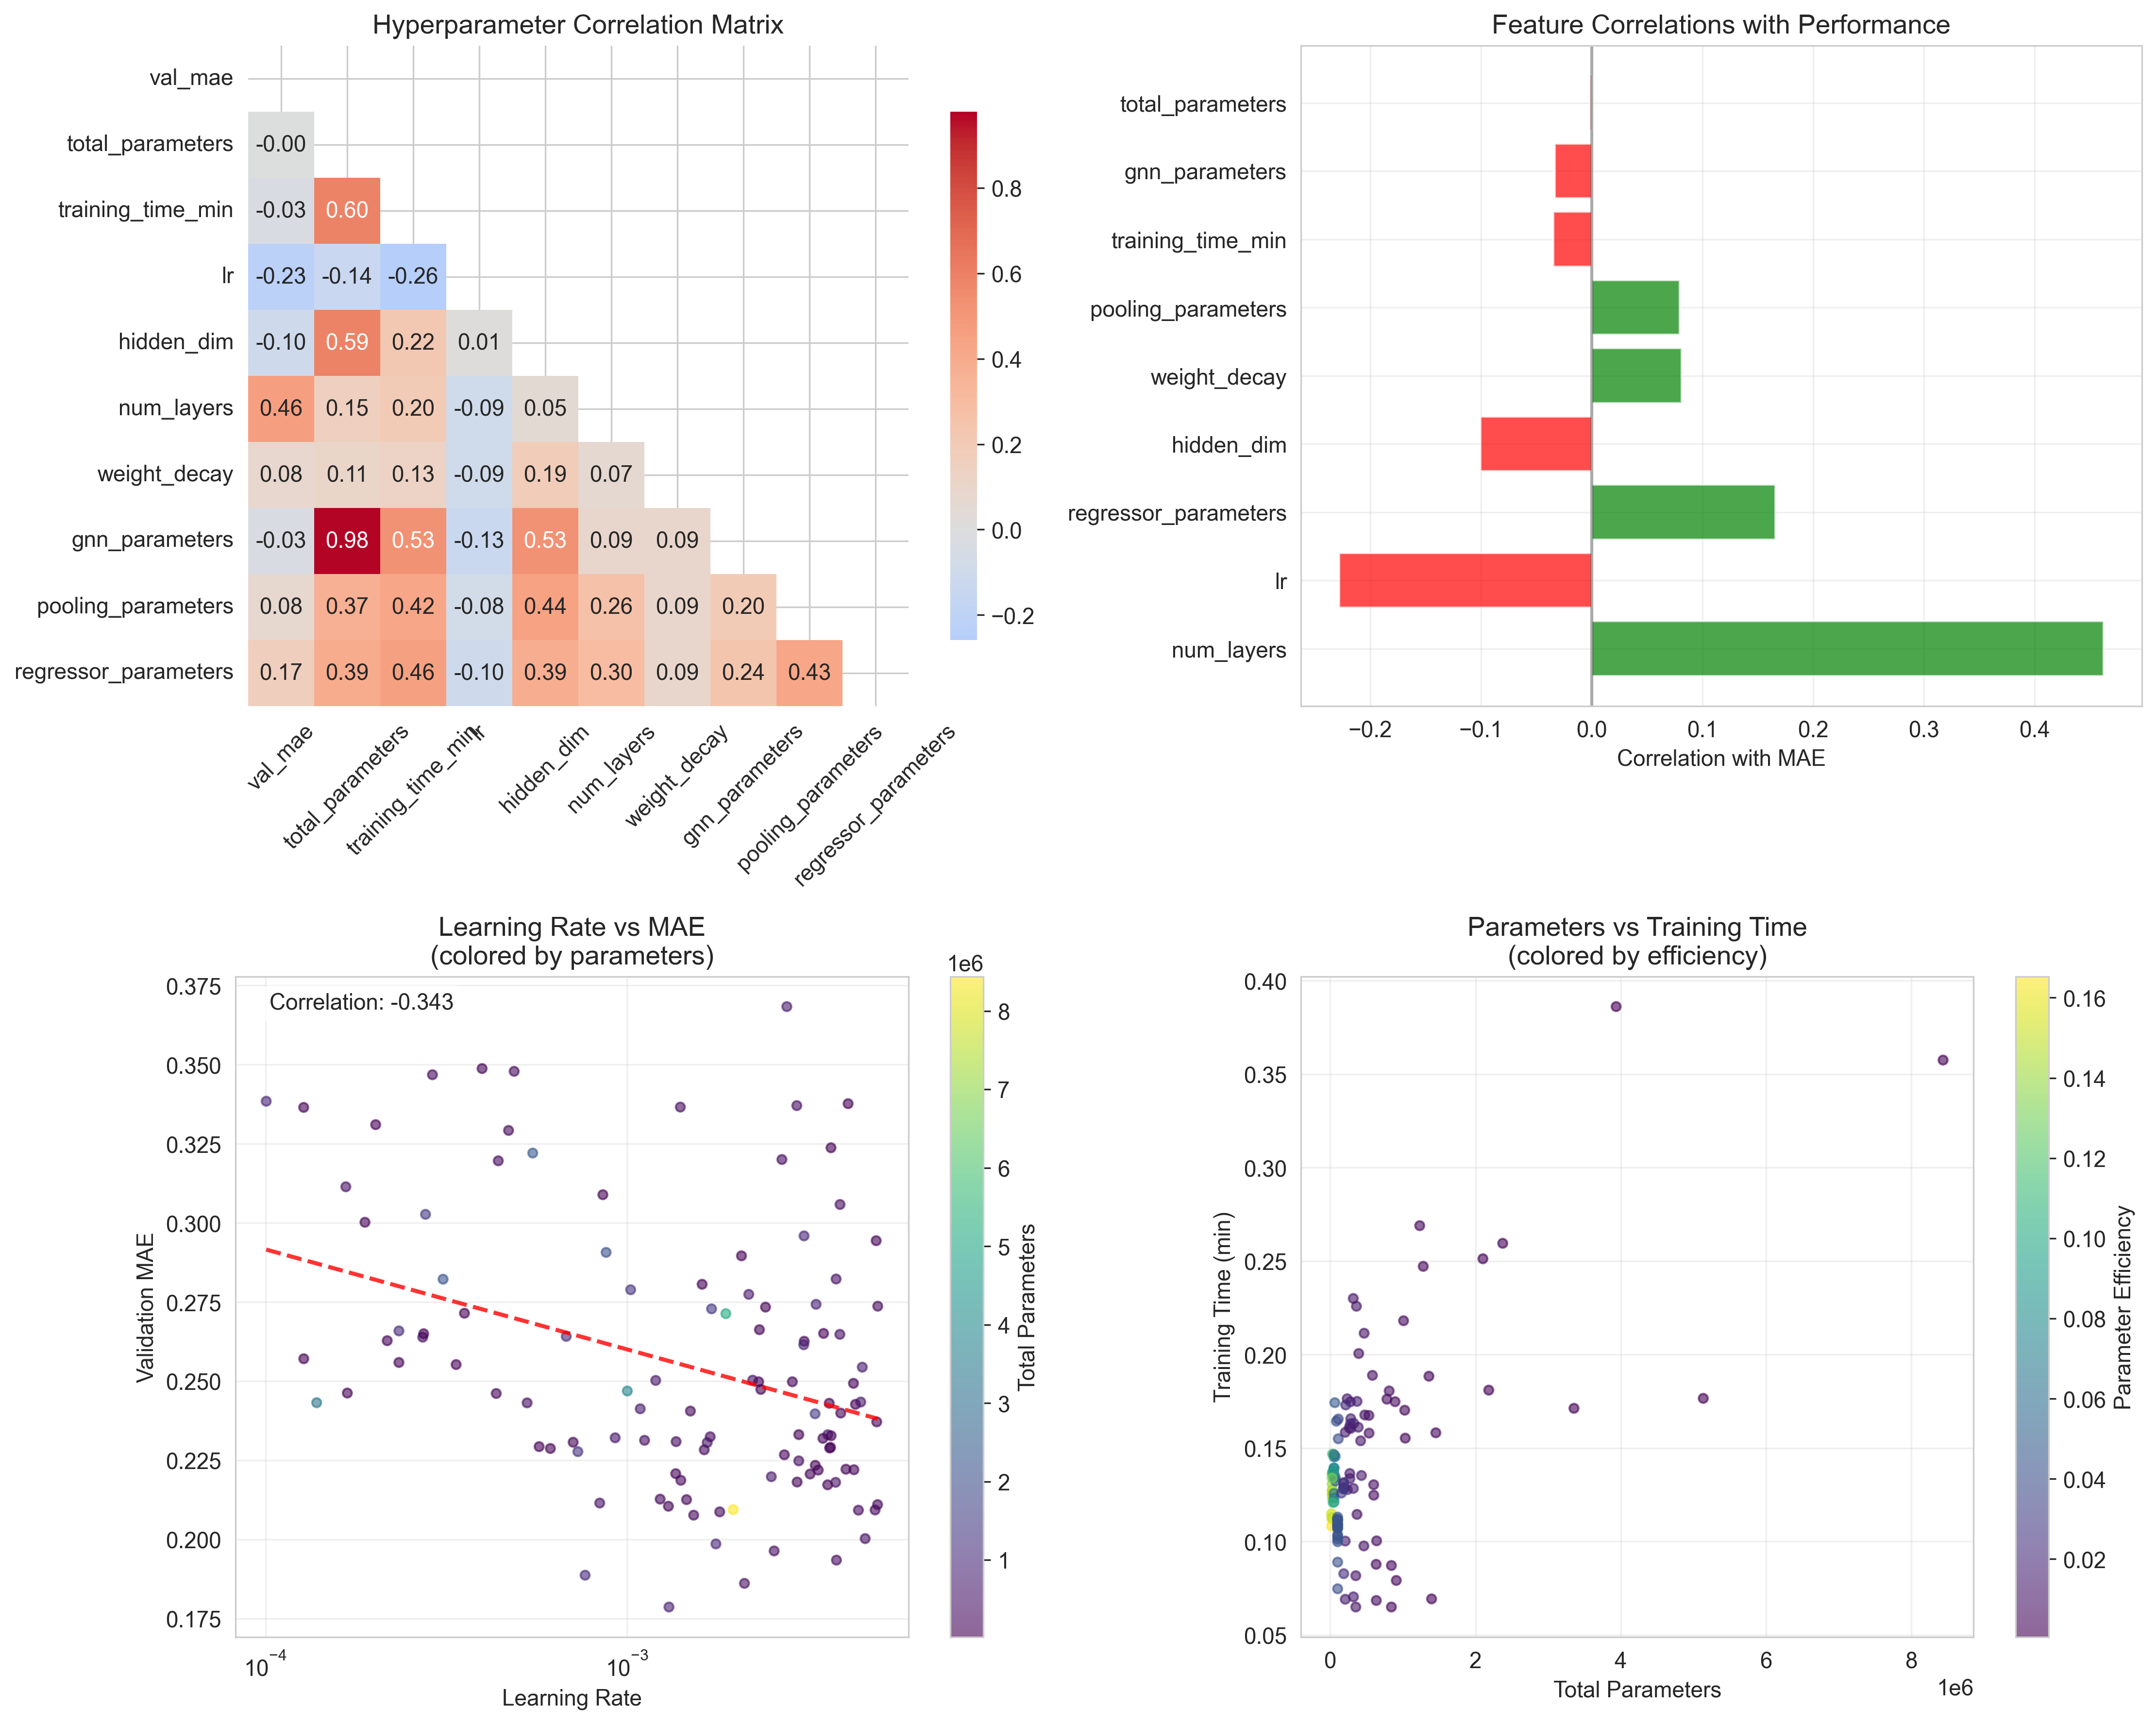 Hyperparameter Correlation Matrix
val_mae
total_parameters
-0.00
training_time_min
-0.03 0.60
lr
-0.23 -0.14 -0.26
hidden_dim
-0.10 0.59 0.22 0.01
num_layers
0.46 0.15 0.20 -0.09 0.05
weight_decay
0.08 0.11 0.13 -0.09 0.19 0.07
gnn_parameters
-0.03 0.98 0.53 -0.13 0.53 0.09 0.09
pooling_parameters
0.08 0.37 0.42 -0.08 0.44 0.26 0.09 0.20
regressor_parameters
0.17 0.39 0.46 -0.10 0.39 0.30 0.09 0.24 0.43
val_mae
total_parameters
training_time_min
lr
hidden_dim
num_layers
weight_decay
gnn_parameters
pooling_parameters
regressor_parameters
0.8
0.6
0.4
0.2
0.0
−0.2
Feature Correlations with Performance
total_parameters
gnn_parameters
training_time_min
pooling_parameters
weight_decay
hidden_dim
regressor_parameters
lr
num_layers
−0.2 −0.1 0.0 0.1 0.2 0.3 0.4
Correlation with MAE
Learning Rate vs MAE
(colored by parameters)
Correlation: -0.343
Validation MAE
0.375
0.350
0.325
0.300
0.275
0.250
0.225
0.200
0.175
10⁻⁴ 10⁻³
Learning Rate
1e6
8
7
6
5
4
3
2
1
Total Parameters
Parameters vs Training Time
(colored by efficiency)
Training Time (min)
0.40
0.35
0.30
0.25
0.20
0.15
0.10
0.05
0 2 4 6 8
1e6
Total Parameters
0.16
0.14
0.12
0.10
0.08
0.06
0.04
0.02
Parameter Efficiency